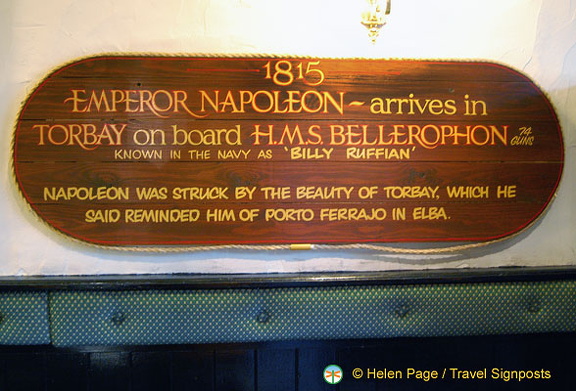 1815
EMPEROR NAPOLEON ~ arrives in
TORBAY on board H.M.S. BELLEROPHON 74 GUNS
KNOWN IN THE NAVY AS 'BILLY RUFFIAN'
NAPOLEON WAS STRUCK BY THE BEAUTY OF TORBAY, WHICH HE
SAID REMINDED HIM OF PORTO FERRAJO IN ELBA.
© Helen Page / Travel Signposts